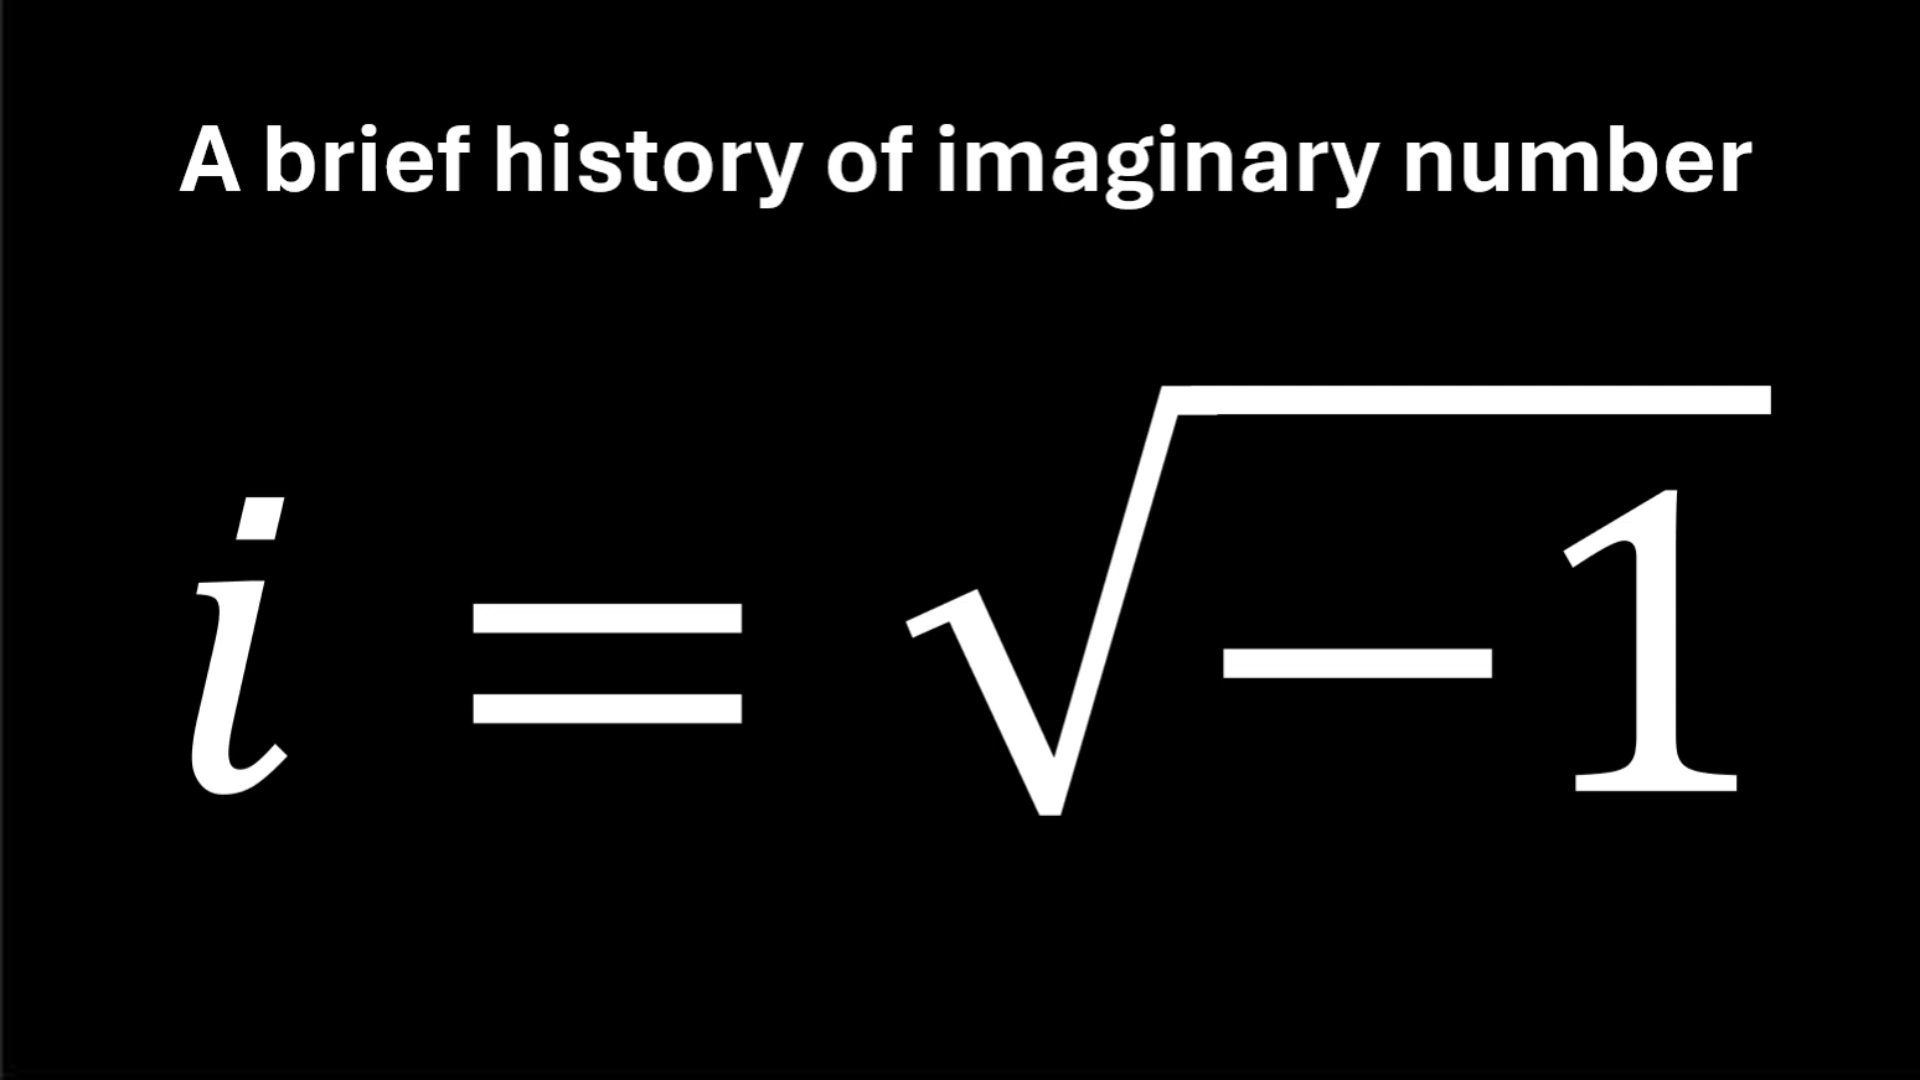 A brief history of imaginary number
i = √−1